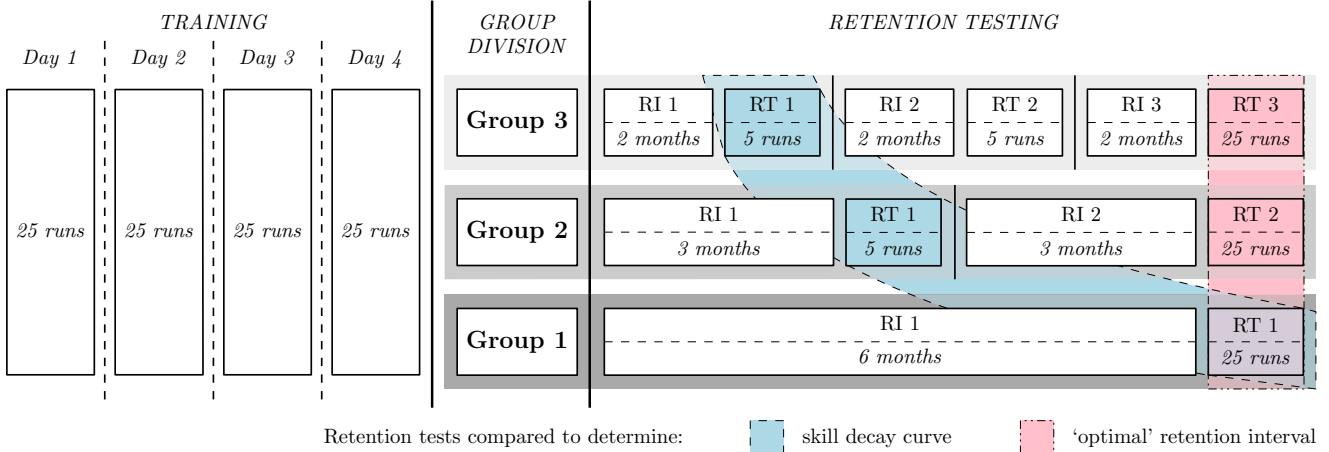 TRAINING
Day 1
Day 2
Day 3
Day 4
25 runs
25 runs
25 runs
25 runs
GROUP
DIVISION
RETENTION TESTING
Group 3
RI 1
2 months
RT 1
5 runs
RI 2
2 months
RT 2
5 runs
RI 3
2 months
RT 3
25 runs
Group 2
RI 1
3 months
RT 1
5 runs
RI 2
3 months
RT 2
25 runs
Group 1
RI 1
6 months
RT 1
25 runs
Retention tests compared to determine:
skill decay curve
‘optimal’ retention interval